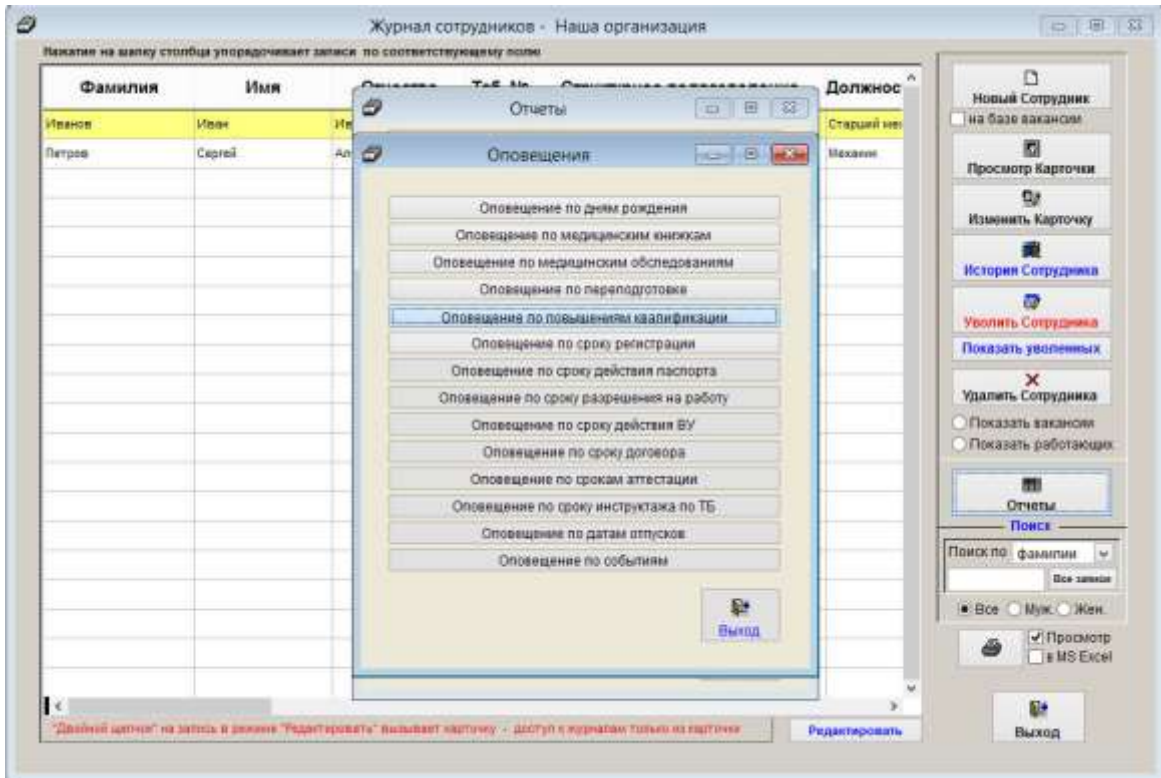 Журнал сотрудников - Наша организация
Нажатие на шапку столбца упорядочивает записи по соответствующему полю
Фамилия Имя Должнос
Иванов Иван Ив Старший мен
Петров Сергей Ал Механик
Отчеты
Оповещения
Оповещение по дням рождения
Оповещение по медицинским книжкам
Оповещение по медицинским обследованиям
Оповещение по переподготовке
Оповещение по повышениям квалификации
Оповещение по сроку регистрации
Оповещение по сроку действия паспорта
Оповещение по сроку разрешения на работу
Оповещение по сроку действия ВУ
Оповещение по сроку договора
Оповещение по срокам аттестации
Оповещение по сроку инструктажа по ТБ
Оповещение по датам отпусков
Оповещение по событиям
Выход
"Двойной щелчок" на запись в режиме "Редактировать" вызывает карточку - доступ к журналам только из карточки
Редактировать
Новый Сотрудник
на базе вакансии
Просмотр Карточки
Изменить Карточку
История Сотрудника
Уволить Сотрудника
Показать уволенных
Удалить Сотрудника
Показать вакансии
Показать работающих
Отчеты
Поиск
Поиск по фамилии
Все записи
Все Муж. Жен.
Просмотр
в MS Excel
Выход